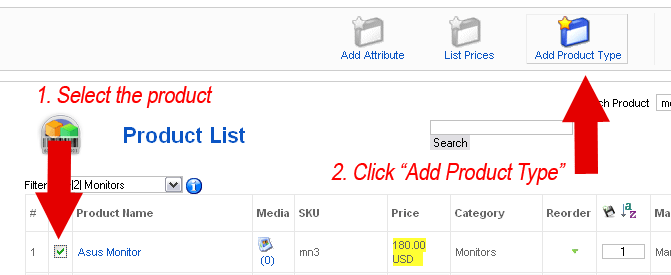 Add Attribute List Prices Add Product Type
1. Select the product
ch Product
Product List
Search
2. Click “Add Product Type”
Filter |2| Monitors
# Product Name Media SKU Price Category Reorder Ma
1 Asus Monitor (0) mn3 180.00 USD Monitors 1 Ma